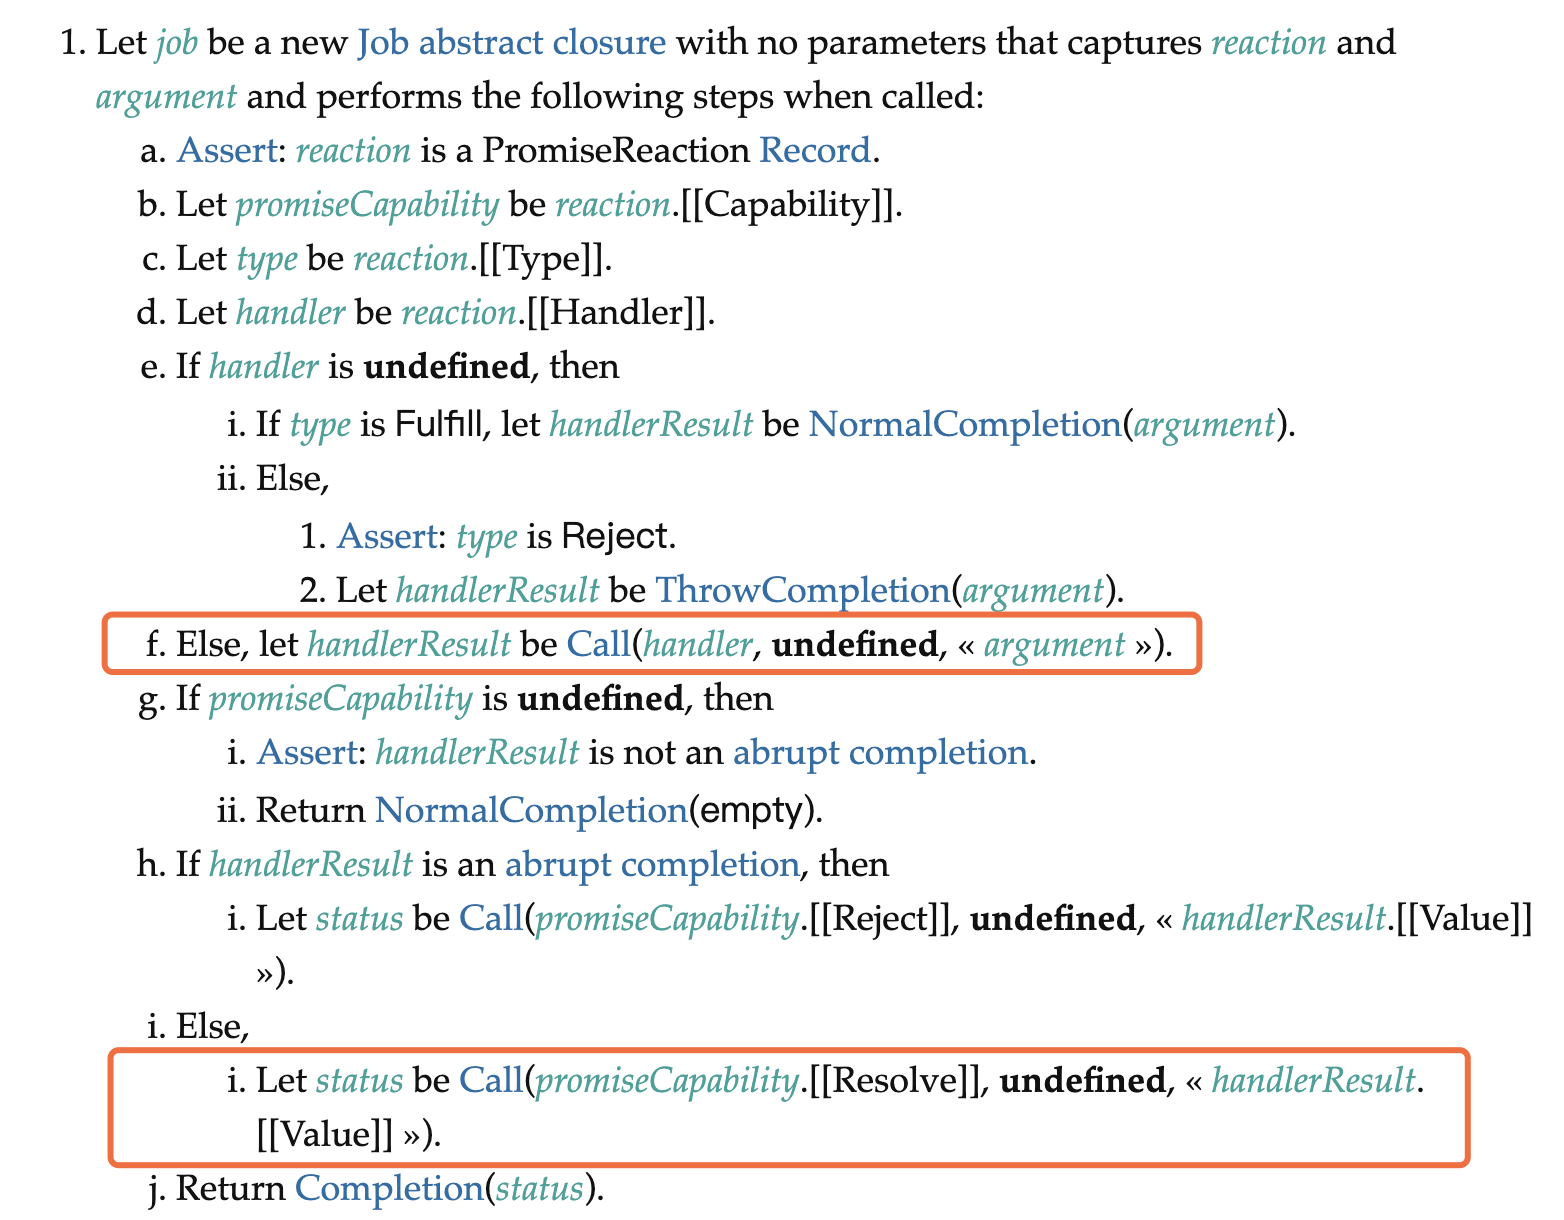 1. Let job be a new Job abstract closure with no parameters that captures reaction and
argument and performs the following steps when called:
a. Assert: reaction is a PromiseReaction Record.
b. Let promiseCapability be reaction.[[Capability]].
c. Let type be reaction.[[Type]].
d. Let handler be reaction.[[Handler]].
e. If handler is undefined, then
i. If type is Fulfill, let handlerResult be NormalCompletion(argument).
ii. Else,
1. Assert: type is Reject.
2. Let handlerResult be ThrowCompletion(argument).
f. Else, let handlerResult be Call(handler, undefined, « argument »).
g. If promiseCapability is undefined, then
i. Assert: handlerResult is not an abrupt completion.
ii. Return NormalCompletion(empty).
h. If handlerResult is an abrupt completion, then
i. Let status be Call(promiseCapability.[[Reject]], undefined, « handlerResult.[[Value]]
»).
i. Else,
i. Let status be Call(promiseCapability.[[Resolve]], undefined, « handlerResult.
[[Value]] »).
j. Return Completion(status).